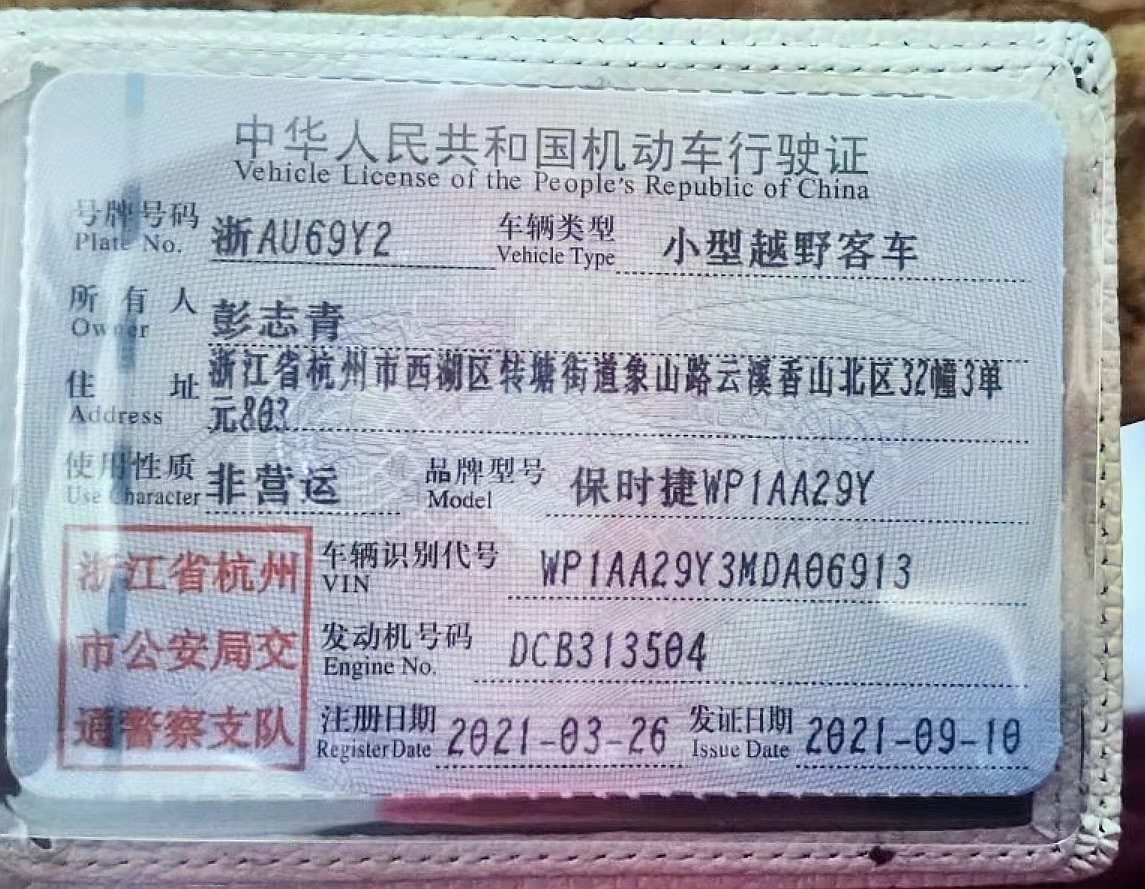 中华人民共和国机动车行驶证
Vehicle License of the People's Republic of China
号牌号码 浙AU69Y2 车辆类型 小型越野客车
Plate No. Vehicle Type
所有人 彭志青
Owner
住址 浙江省杭州市西湖区转塘街道象山路云溪香山北区32幢3单
Address 元803
使用性质 非营运 品牌型号 保时捷WP1AA29Y
Use Character Model
浙江省杭州 车辆识别代号 WP1AA29Y3MDA06913
VIN
市公安局交 发动机号码 DCB313504
Engine No.
通警察支队 注册日期 2021-03-26 发证日期 2021-09-10
Register Date Issue Date